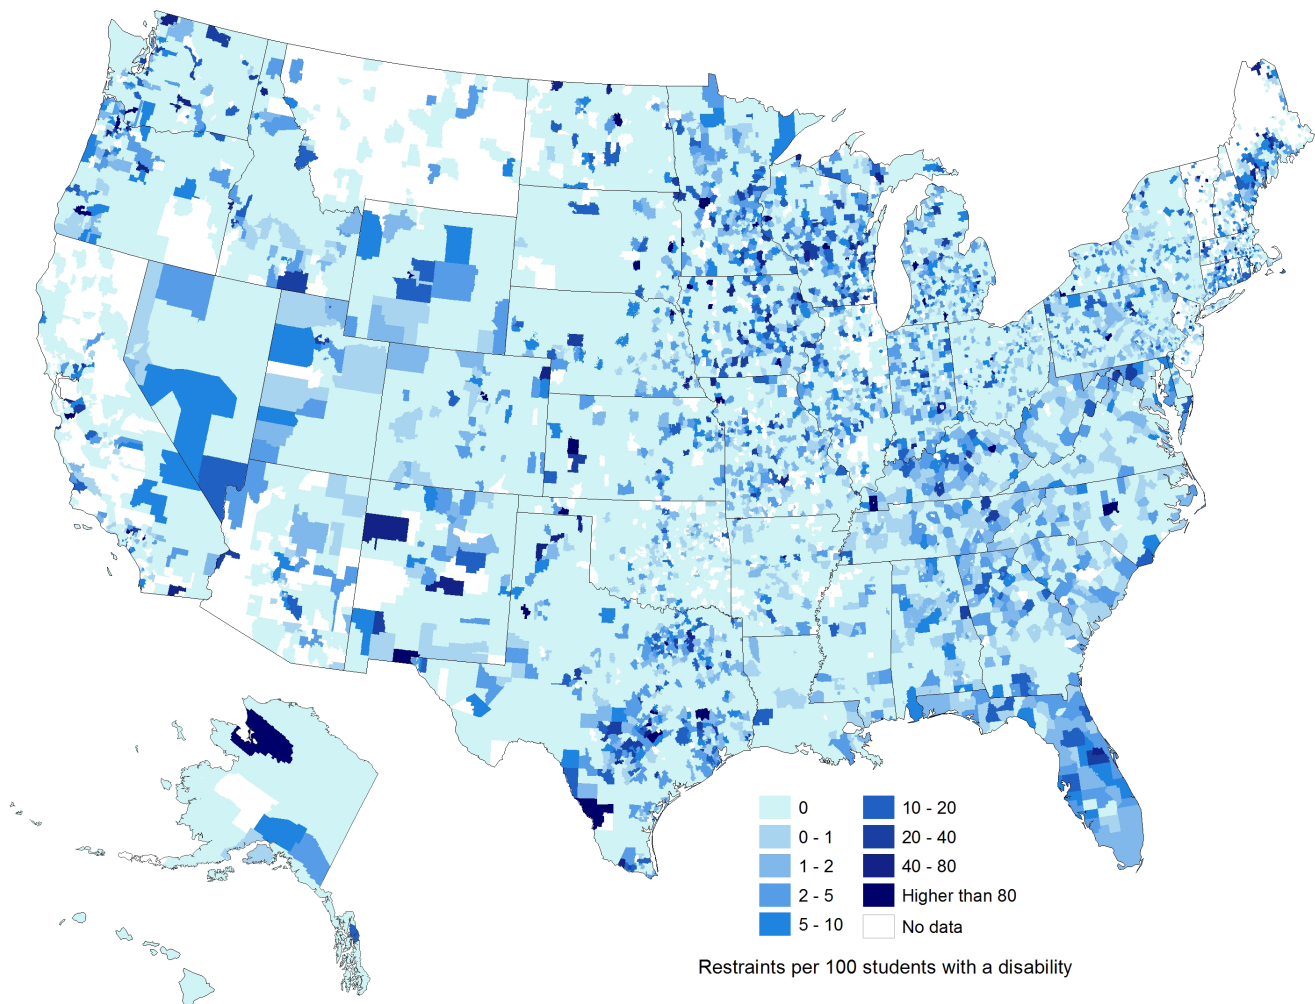 0
0 - 1
1 - 2
2 - 5
5 - 10
10 - 20
20 - 40
40 - 80
Higher than 80
No data
Restraints per 100 students with a disability